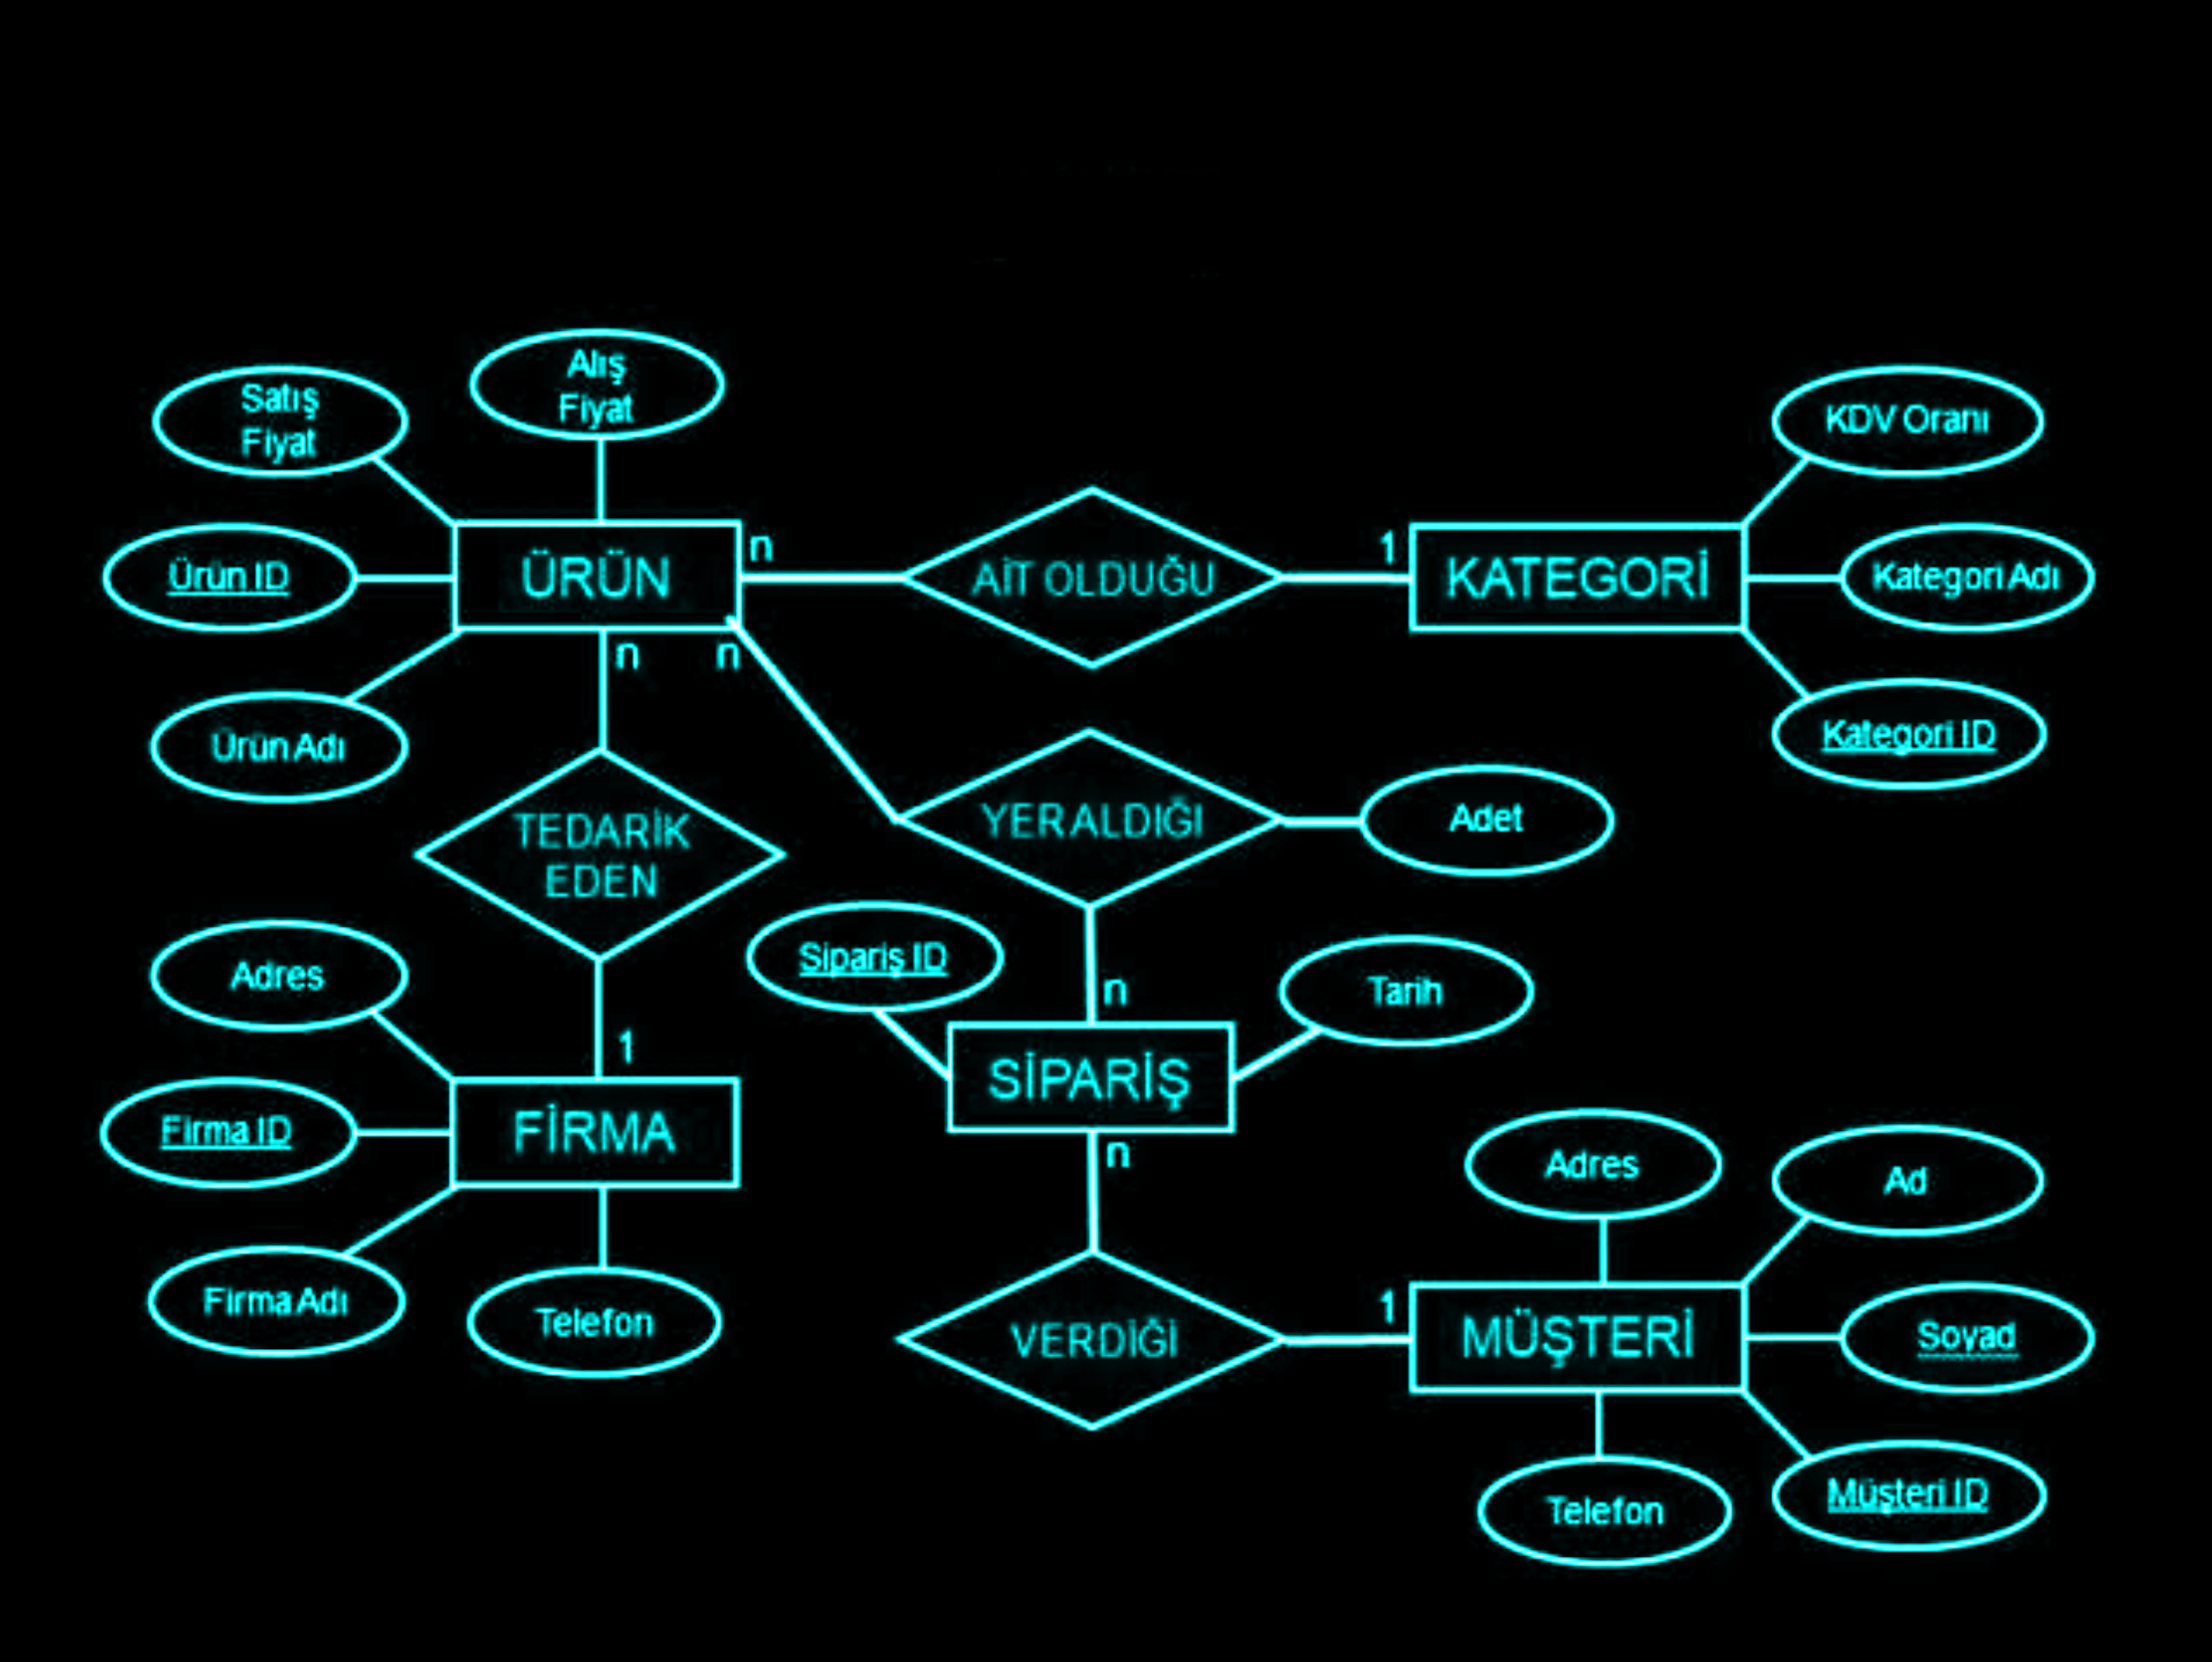 Alış
Fiyat
Satış
Fiyat
KDV Oranı
Ürün ID
ÜRÜN
n
AİT OLDUĞU
1
KATEGORİ
Kategori Adı
n
n
Ürün Adı
Kategori ID
TEDARİK
EDEN
YERALDIĞI
Adet
Adres
Sipariş ID
n
Tarih
1
Firma ID
FİRMA
SİPARİŞ
n
Adres
Ad
Firma Adı
Telefon
VERDİĞİ
1
MÜŞTERİ
Soyad
Telefon
Müşteri ID